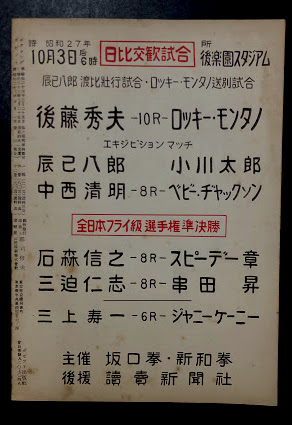 時 昭和27年
10月3日后6時
日比交歓試合
所 後楽園スタジアム
辰己八郎 渡比壮行試合・ロッキー・モンタノ送別試合
後藤秀夫 -10R- ロッキー・モンタノ
エキジビション マッチ
辰己八郎 小川太郎
中西清明 -8R- ベビー・ヂャックソン
全日本フライ級選手権準決勝
石森信之 -8R- スピーデー章
三迫仁志 -8R- 串田 昇
三上寿一 -6R- ジャニーケーニー
主催 坂口拳・新和拳
後援 讀賣新聞社